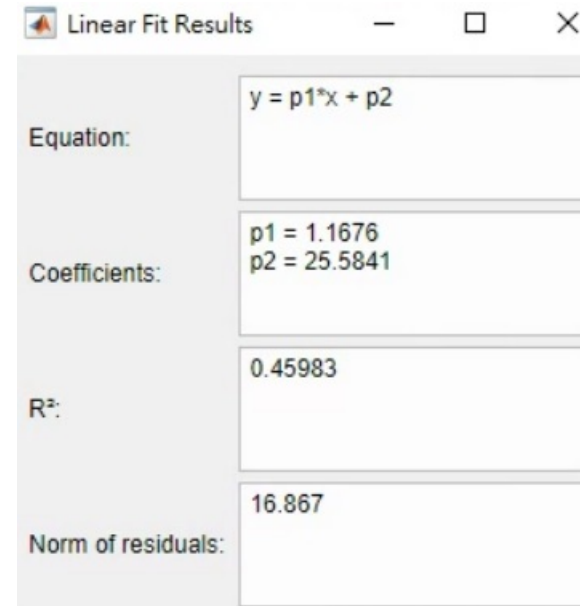 Linear Fit Results
Equation:
y = p1*x + p2
Coefficients:
p1 = 1.1676
p2 = 25.5841
R²:
0.45983
Norm of residuals:
16.867